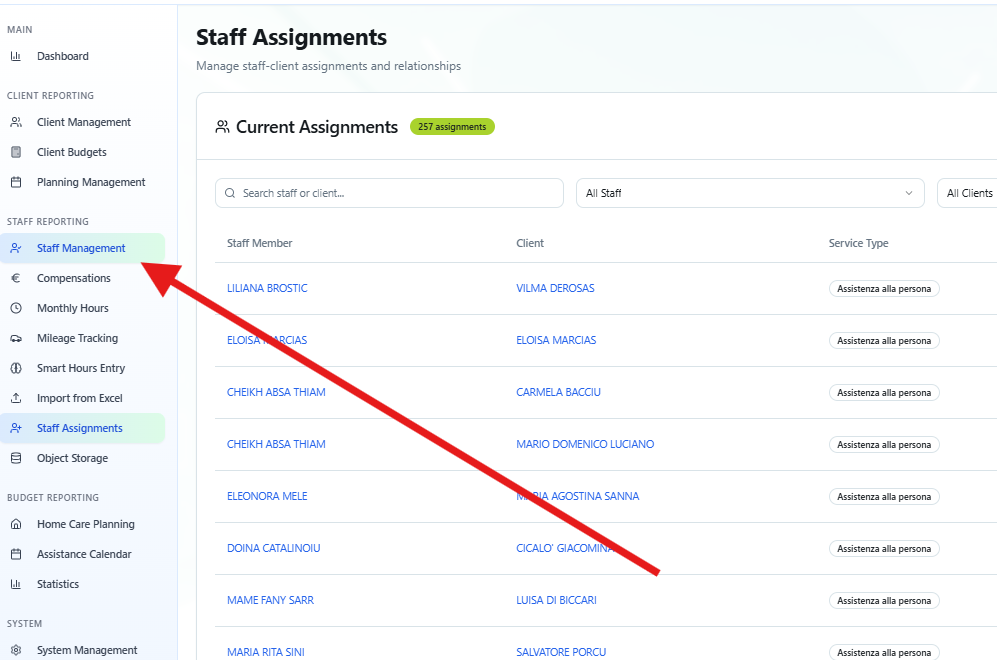 MAIN
Dashboard
CLIENT REPORTING
Client Management
Client Budgets
Planning Management
STAFF REPORTING
Staff Management
Compensations
Monthly Hours
Mileage Tracking
Smart Hours Entry
Import from Excel
Staff Assignments
Object Storage
BUDGET REPORTING
Home Care Planning
Assistance Calendar
Statistics
SYSTEM
System Management
Staff Assignments
Manage staff-client assignments and relationships
Current Assignments 257 assignments
Search staff or client... All Staff All Clients
Staff Member Client Service Type
LILIANA BROSTIC VILMA DEROSAS Assistenza alla persona
ELOISA MARCIAS ELOISA MARCIAS Assistenza alla persona
CHEIKH ABSA THIAM CARMELA BACCIU Assistenza alla persona
CHEIKH ABSA THIAM MARIO DOMENICO LUCIANO Assistenza alla persona
ELEONORA MELE MARIA AGOSTINA SANNA Assistenza alla persona
DOINA CATALINOIU CICALO' GIACOMINA Assistenza alla persona
MAME FANY SARR LUISA DI BICCARI Assistenza alla persona
MARIA RITA SINI SALVATORE PORCU Assistenza alla persona